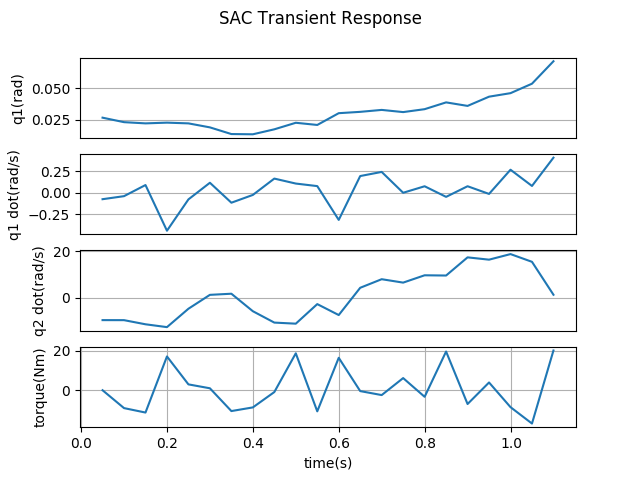 SAC Transient Response
q1(rad)
0.050
0.025
q1 dot(rad/s)
0.25
0.00
−0.25
q2 dot(rad/s)
20
0
torque(Nm)
20
0
0.0 0.2 0.4 0.6 0.8 1.0
time(s)